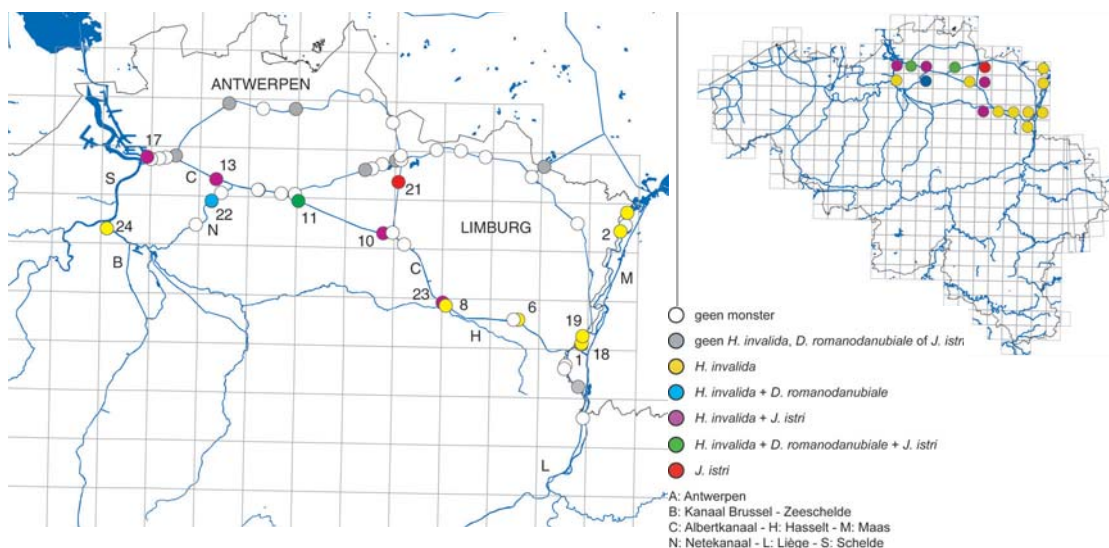 ANTWERPEN
17
13
C
S
21
22
11
24
N
LIMBURG
2
10
B
C
M
23
8
6
19
H
18
1
L
geen monster
geen H. invalida, D. romanodanubiale of J. istri
H. invalida
H. invalida + D. romanodanubiale
H. invalida + J. istri
H. invalida + D. romanodanubiale + J. istri
J. istri
A: Antwerpen
B: Kanaal Brussel - Zeeschelde
C: Albertkanaal - H: Hasselt - M: Maas
N: Netekanaal - L: Liège - S: Schelde